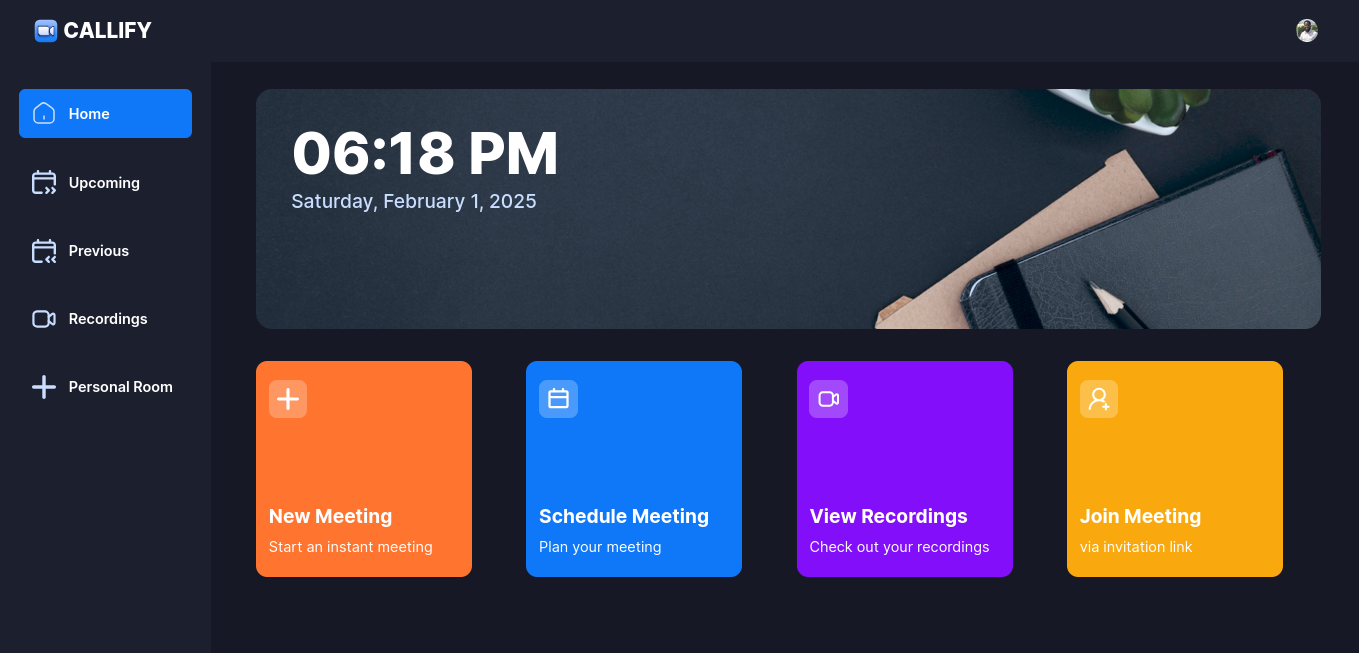 CALLIFY
Home
Upcoming
Previous
Recordings
Personal Room
06:18 PM
Saturday, February 1, 2025
New Meeting
Start an instant meeting
Schedule Meeting
Plan your meeting
View Recordings
Check out your recordings
Join Meeting
via invitation link